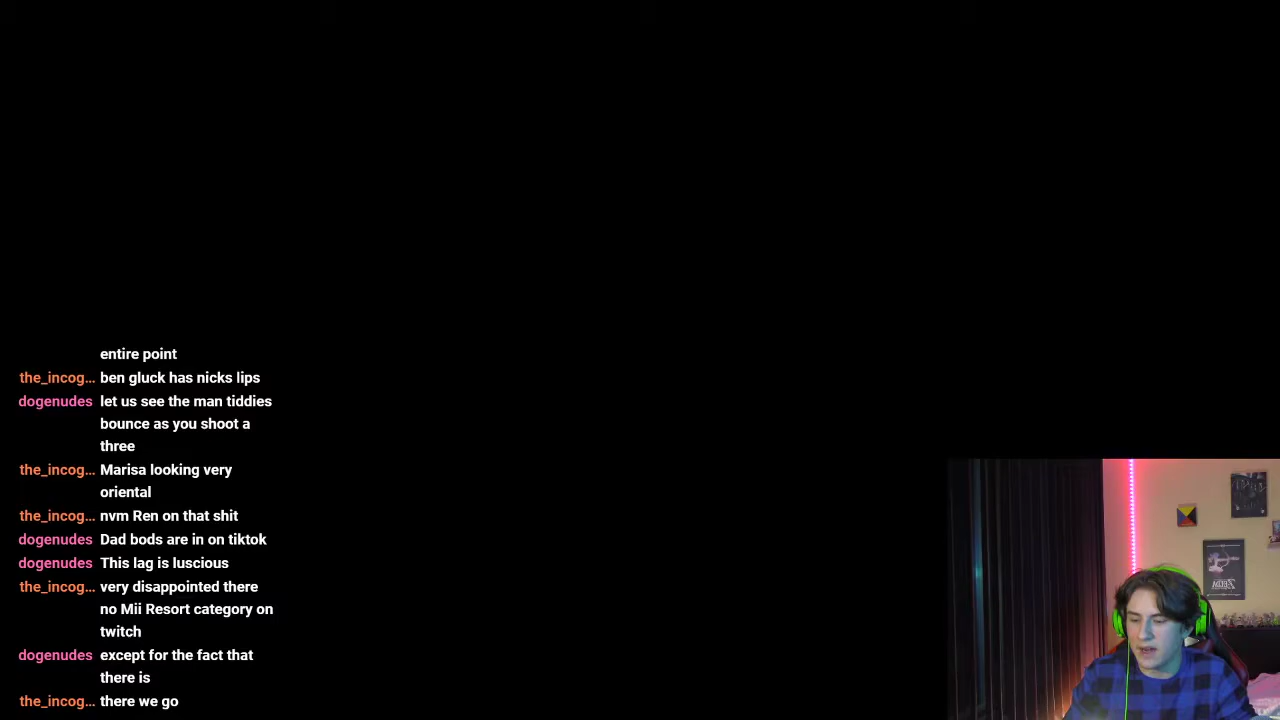 entire point
the_incog... ben gluck has nicks lips
dogenudes let us see the man tiddies
bounce as you shoot a
three
the_incog... Marisa looking very
oriental
the_incog... nvm Ren on that shit
dogenudes Dad bods are in on tiktok
dogenudes This lag is luscious
the_incog... very disappointed there
no Mii Resort category on
twitch
dogenudes except for the fact that
there is
the_incog... there we go
ZELDA